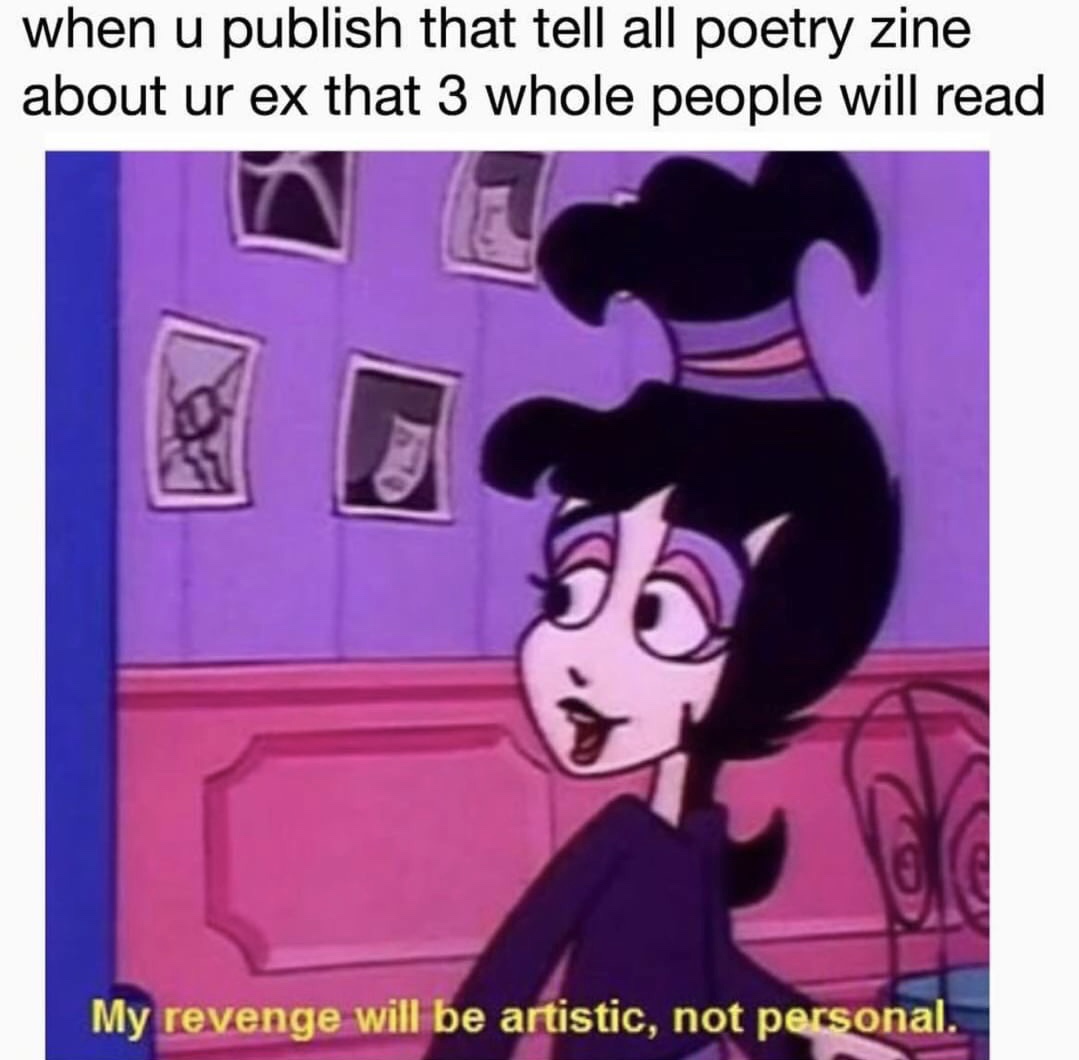 when u publish that tell all poetry zine
about ur ex that 3 whole people will read
My revenge will be artistic, not personal.